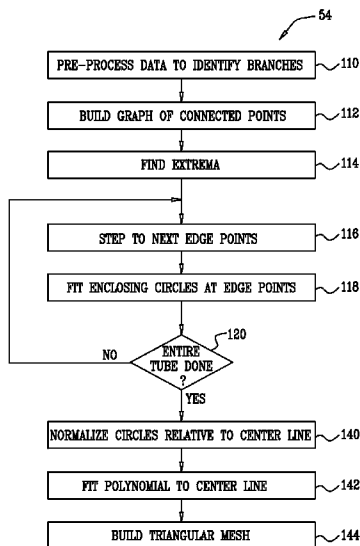 54
PRE-PROCESS DATA TO IDENTIFY BRANCHES 110
BUILD GRAPH OF CONNECTED POINTS 112
FIND EXTREMA 114
STEP TO NEXT EDGE POINTS 116
FIT ENCLOSING CIRCLES AT EDGE POINTS 118
120
NO
ENTIRE
TUBE DONE
?
YES
NORMALIZE CIRCLES RELATIVE TO CENTER LINE 140
FIT POLYNOMIAL TO CENTER LINE 142
BUILD TRIANGULAR MESH 144